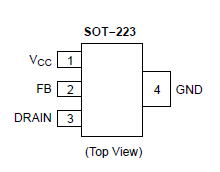 SOT−223
VCC 1
FB 2
DRAIN 3
4 GND
(Top View)